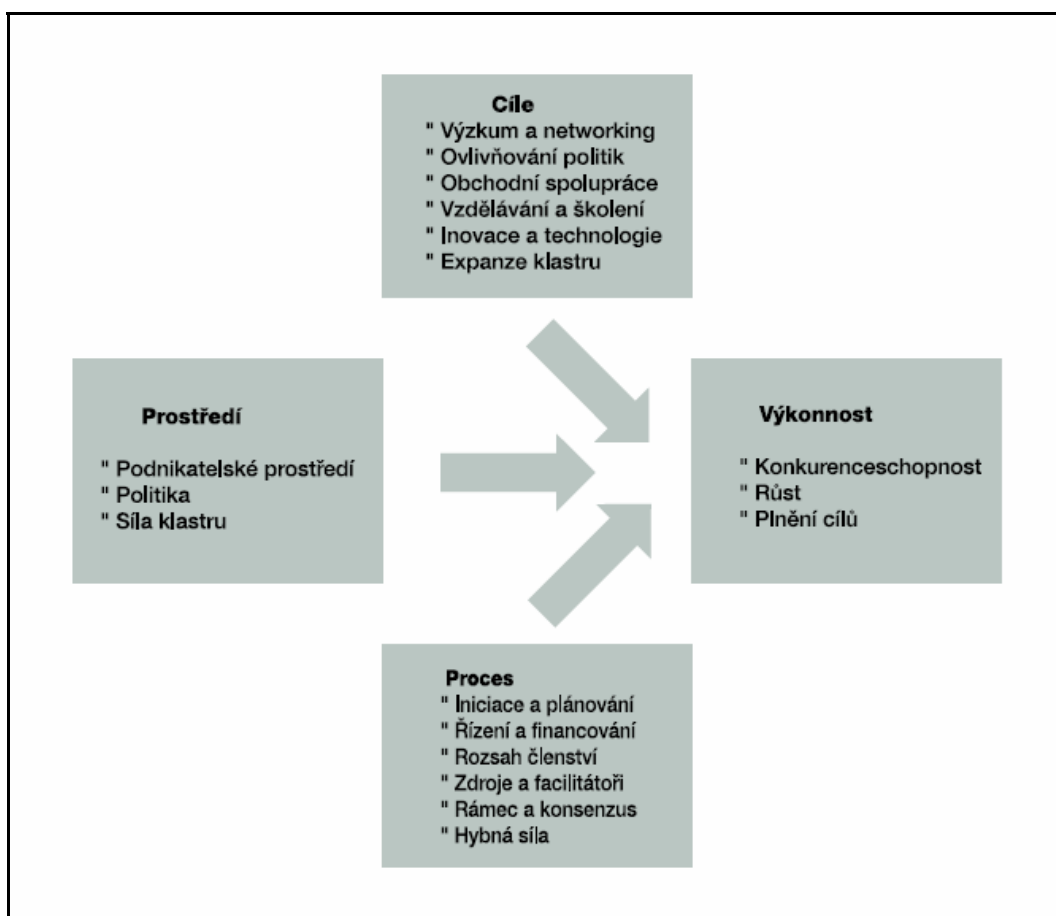 Cíle
" Výzkum a networking
" Ovlivňování politik
" Obchodní spolupráce
" Vzdělávání a školení
" Inovace a technologie
" Expanze klastru
Prostředí
" Podnikatelské prostředí
" Politika
" Síla klastru
Výkonnost
" Konkurenceschopnost
" Růst
" Plnění cílů
Proces
" Iniciace a plánování
" Řízení a financování
" Rozsah členství
" Zdroje a facilitátoři
" Rámec a konsenzus
" Hybná síla